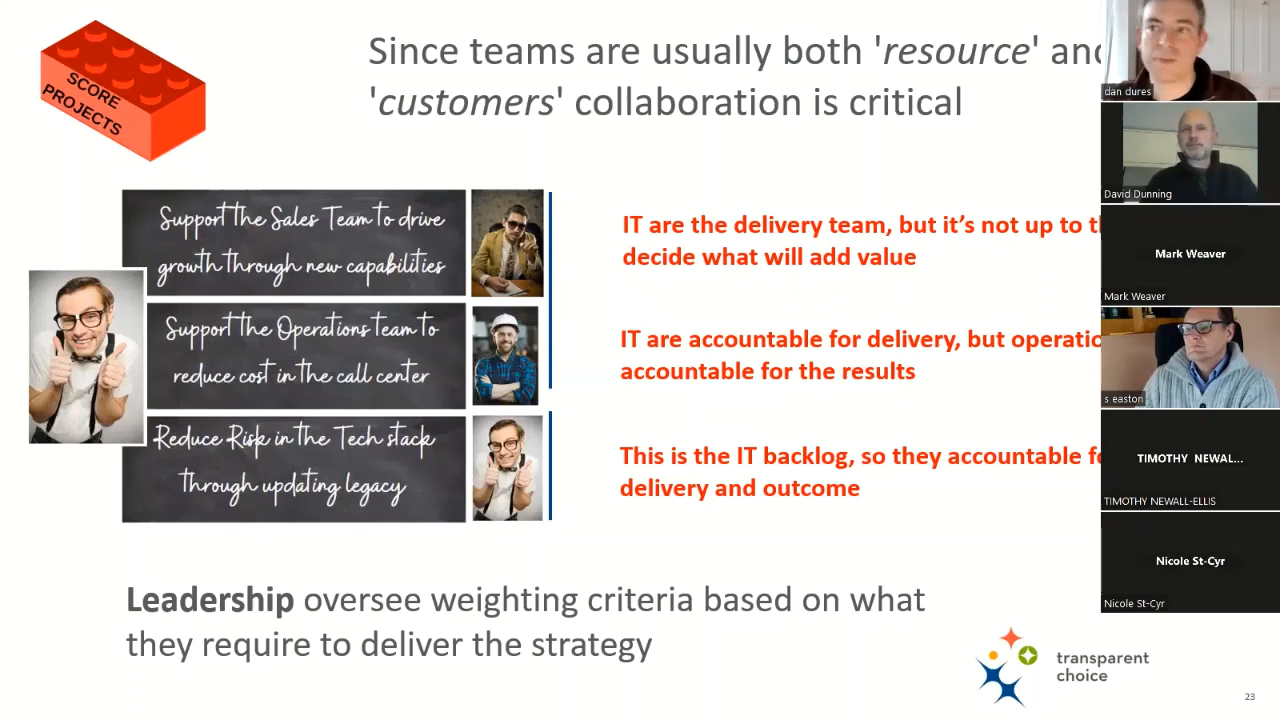 SCORE
PROJECTS
Since teams are usually both 'resource' and
'customers' collaboration is critical
Support the Sales Team to drive
growth through new capabilities
Support the Operations team to
reduce cost in the call center
Reduce Risk in the Tech stack
through updating legacy
IT are the delivery team, but it's not up to
decide what will add value
IT are accountable for delivery, but
accountable for the results
This is the IT backlog, so they accountable
delivery and outcome
Leadership oversee weighting criteria based on what
they require to deliver the strategy
transparent
choice
23
dan dures
David Dunning
Mark Weaver
Mark Weaver
s easton
TIMOTHY NEWAL...
TIMOTHY NEWALL-ELLIS
Nicole St-Cyr
Nicole St-Cyr